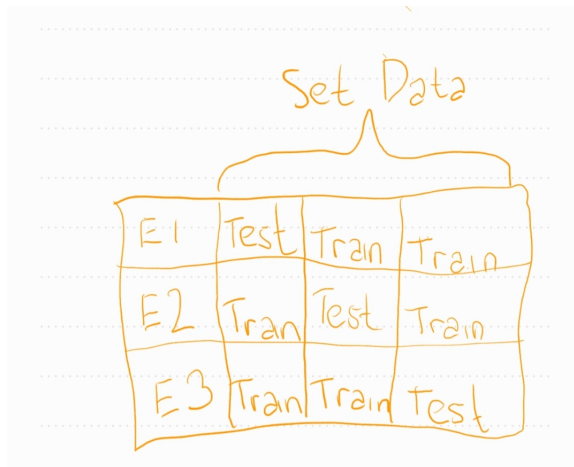 Set Data
E1 Test Train Train
E2 Tran Test Train
E3 Tran Train Test